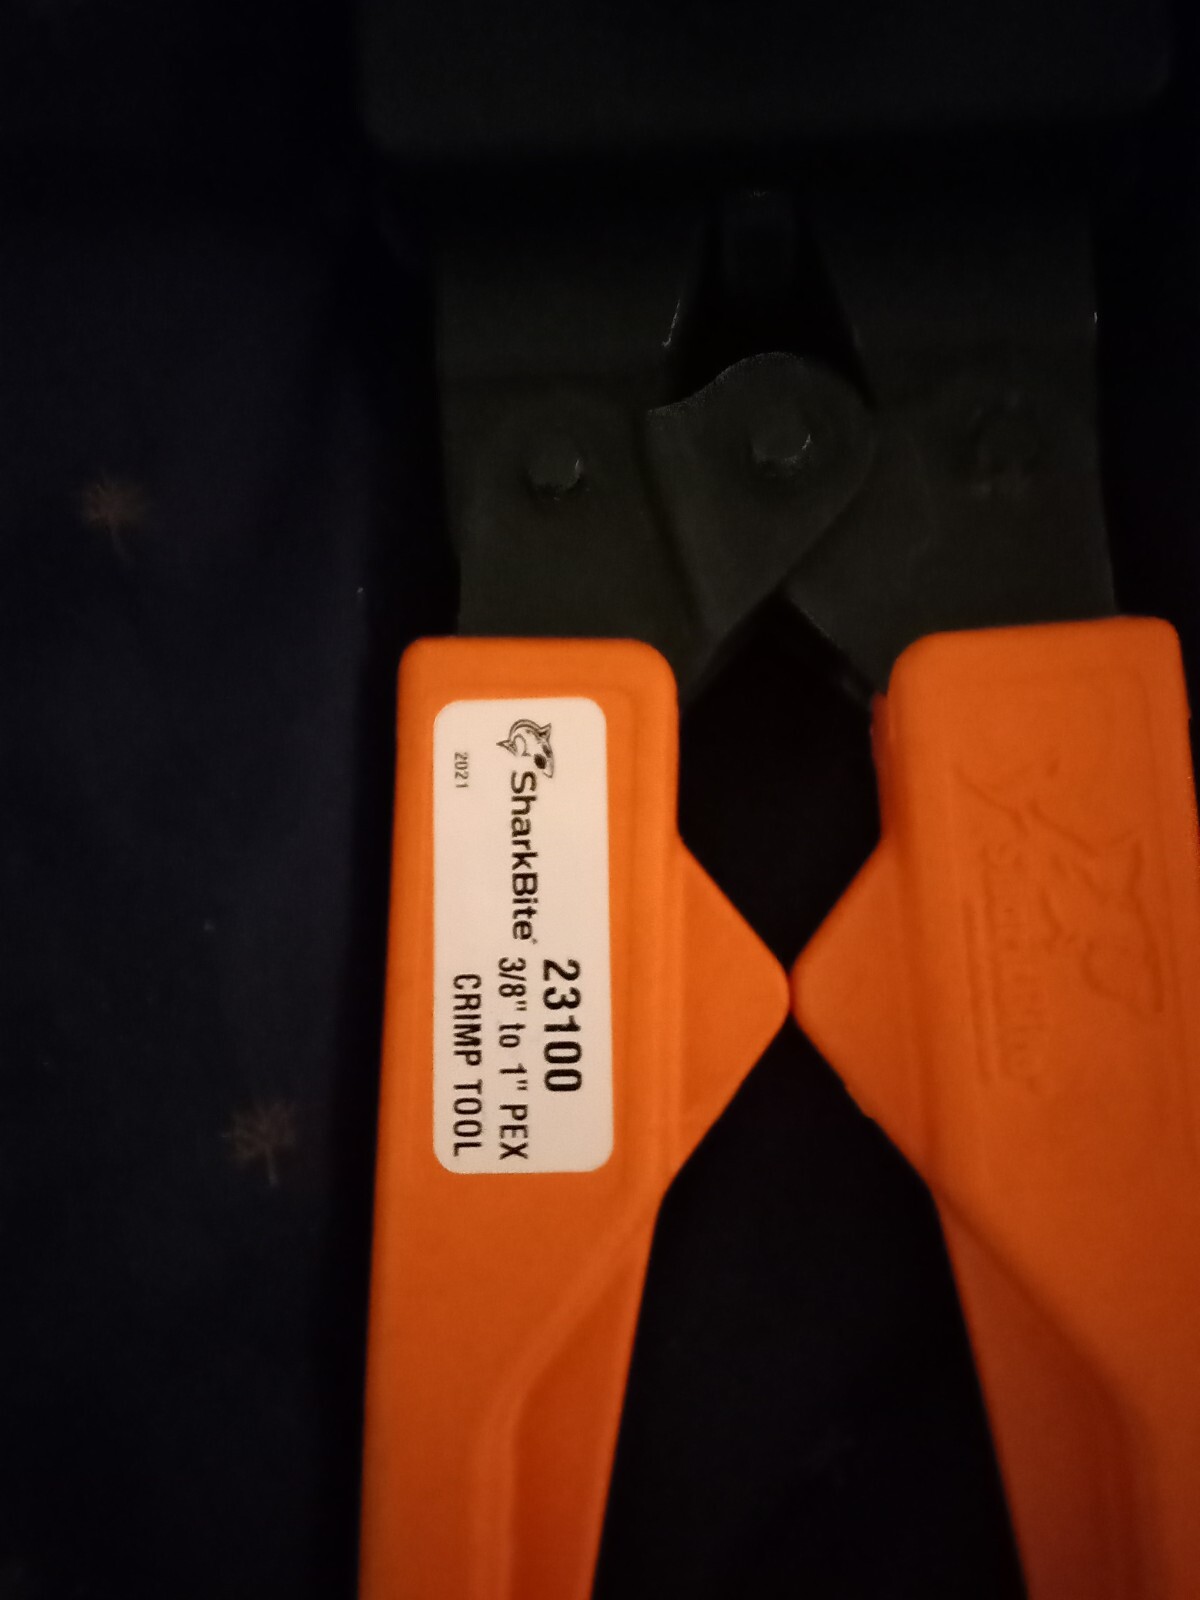 SharkBite®
23100
3/8" to 1" PEX
CRIMP TOOL
2021